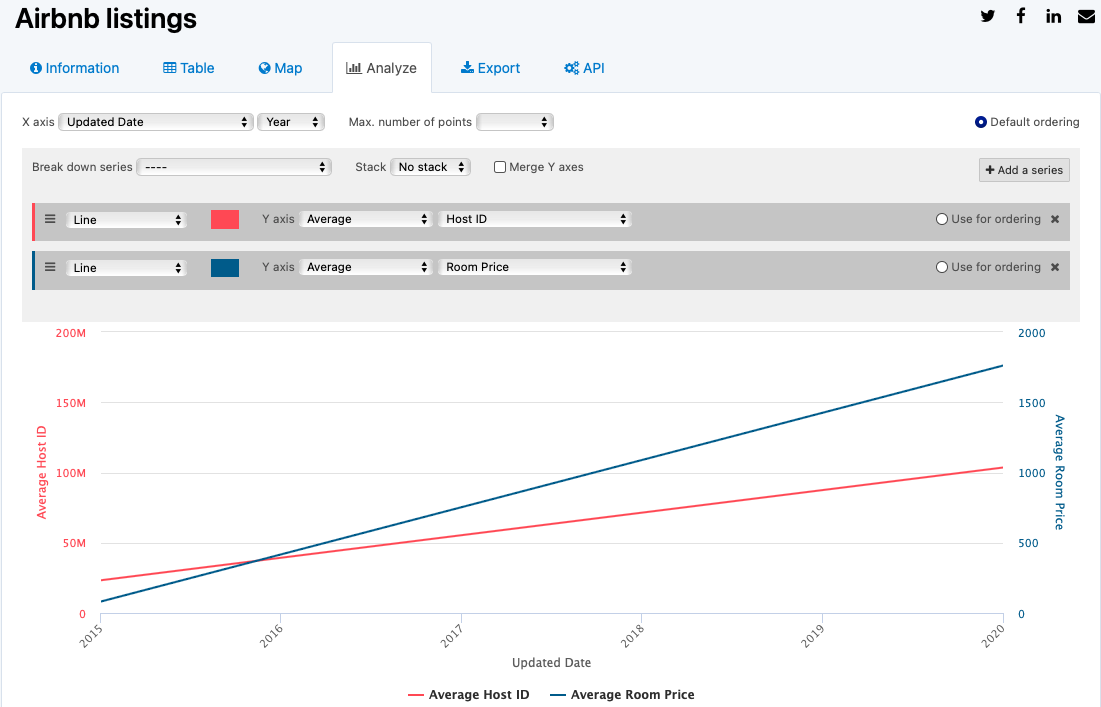 Airbnb listings
Information Table Map Analyze Export API
X axis Updated Date Year Max. number of points Default ordering
Break down series ---- Stack No stack Merge Y axes + Add a series
Line Y axis Average Host ID Use for ordering ×
Line Y axis Average Room Price Use for ordering ×
200M 2000
150M 1500
100M 1000
50M 500
0 0
Average Host ID
Average Room Price
2015 2016 2017 2018 2019 2020
Updated Date
Average Host ID Average Room Price